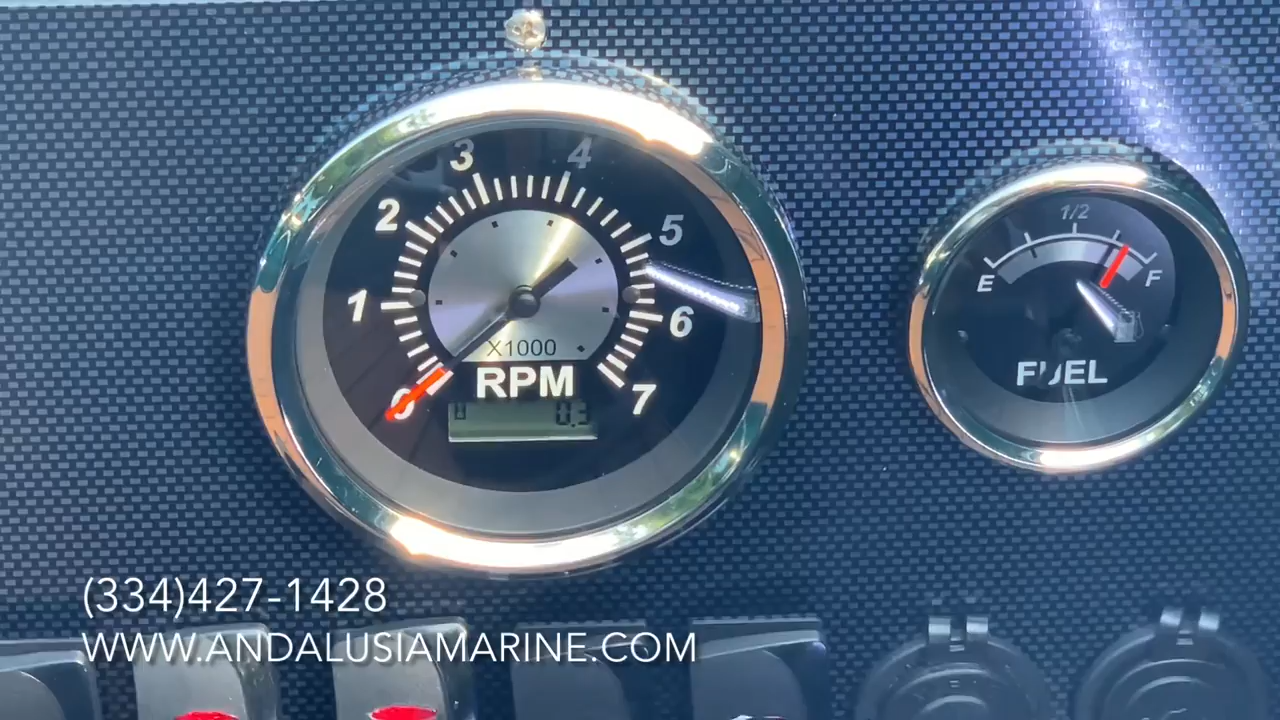 3 4
2 5
1 6
0 7
X1000
RPM
0.3
1/2
E F
FUEL
(334)427-1428
WWW.ANDALUSIAMARINE.COM